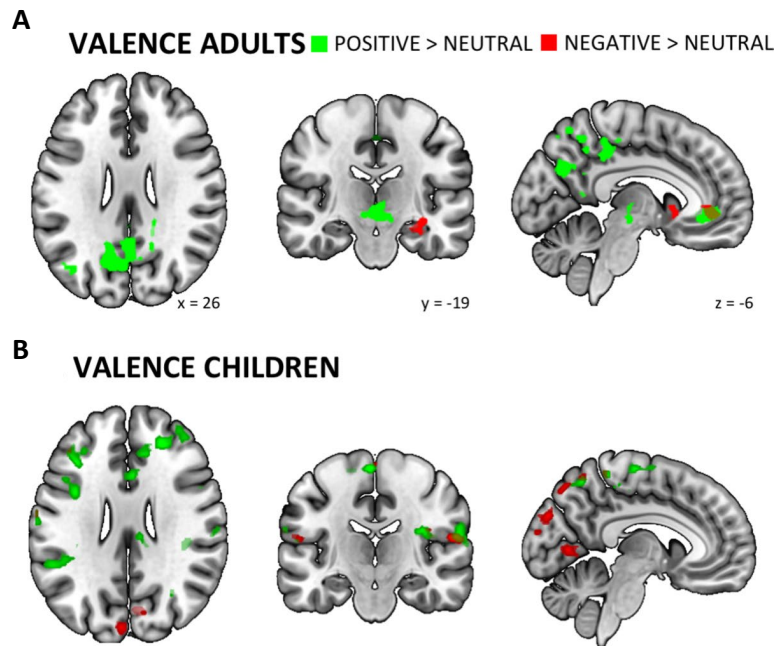 A
VALENCE ADULTS POSITIVE > NEUTRAL NEGATIVE > NEUTRAL
x = 26 y = -19 z = -6
B
VALENCE CHILDREN